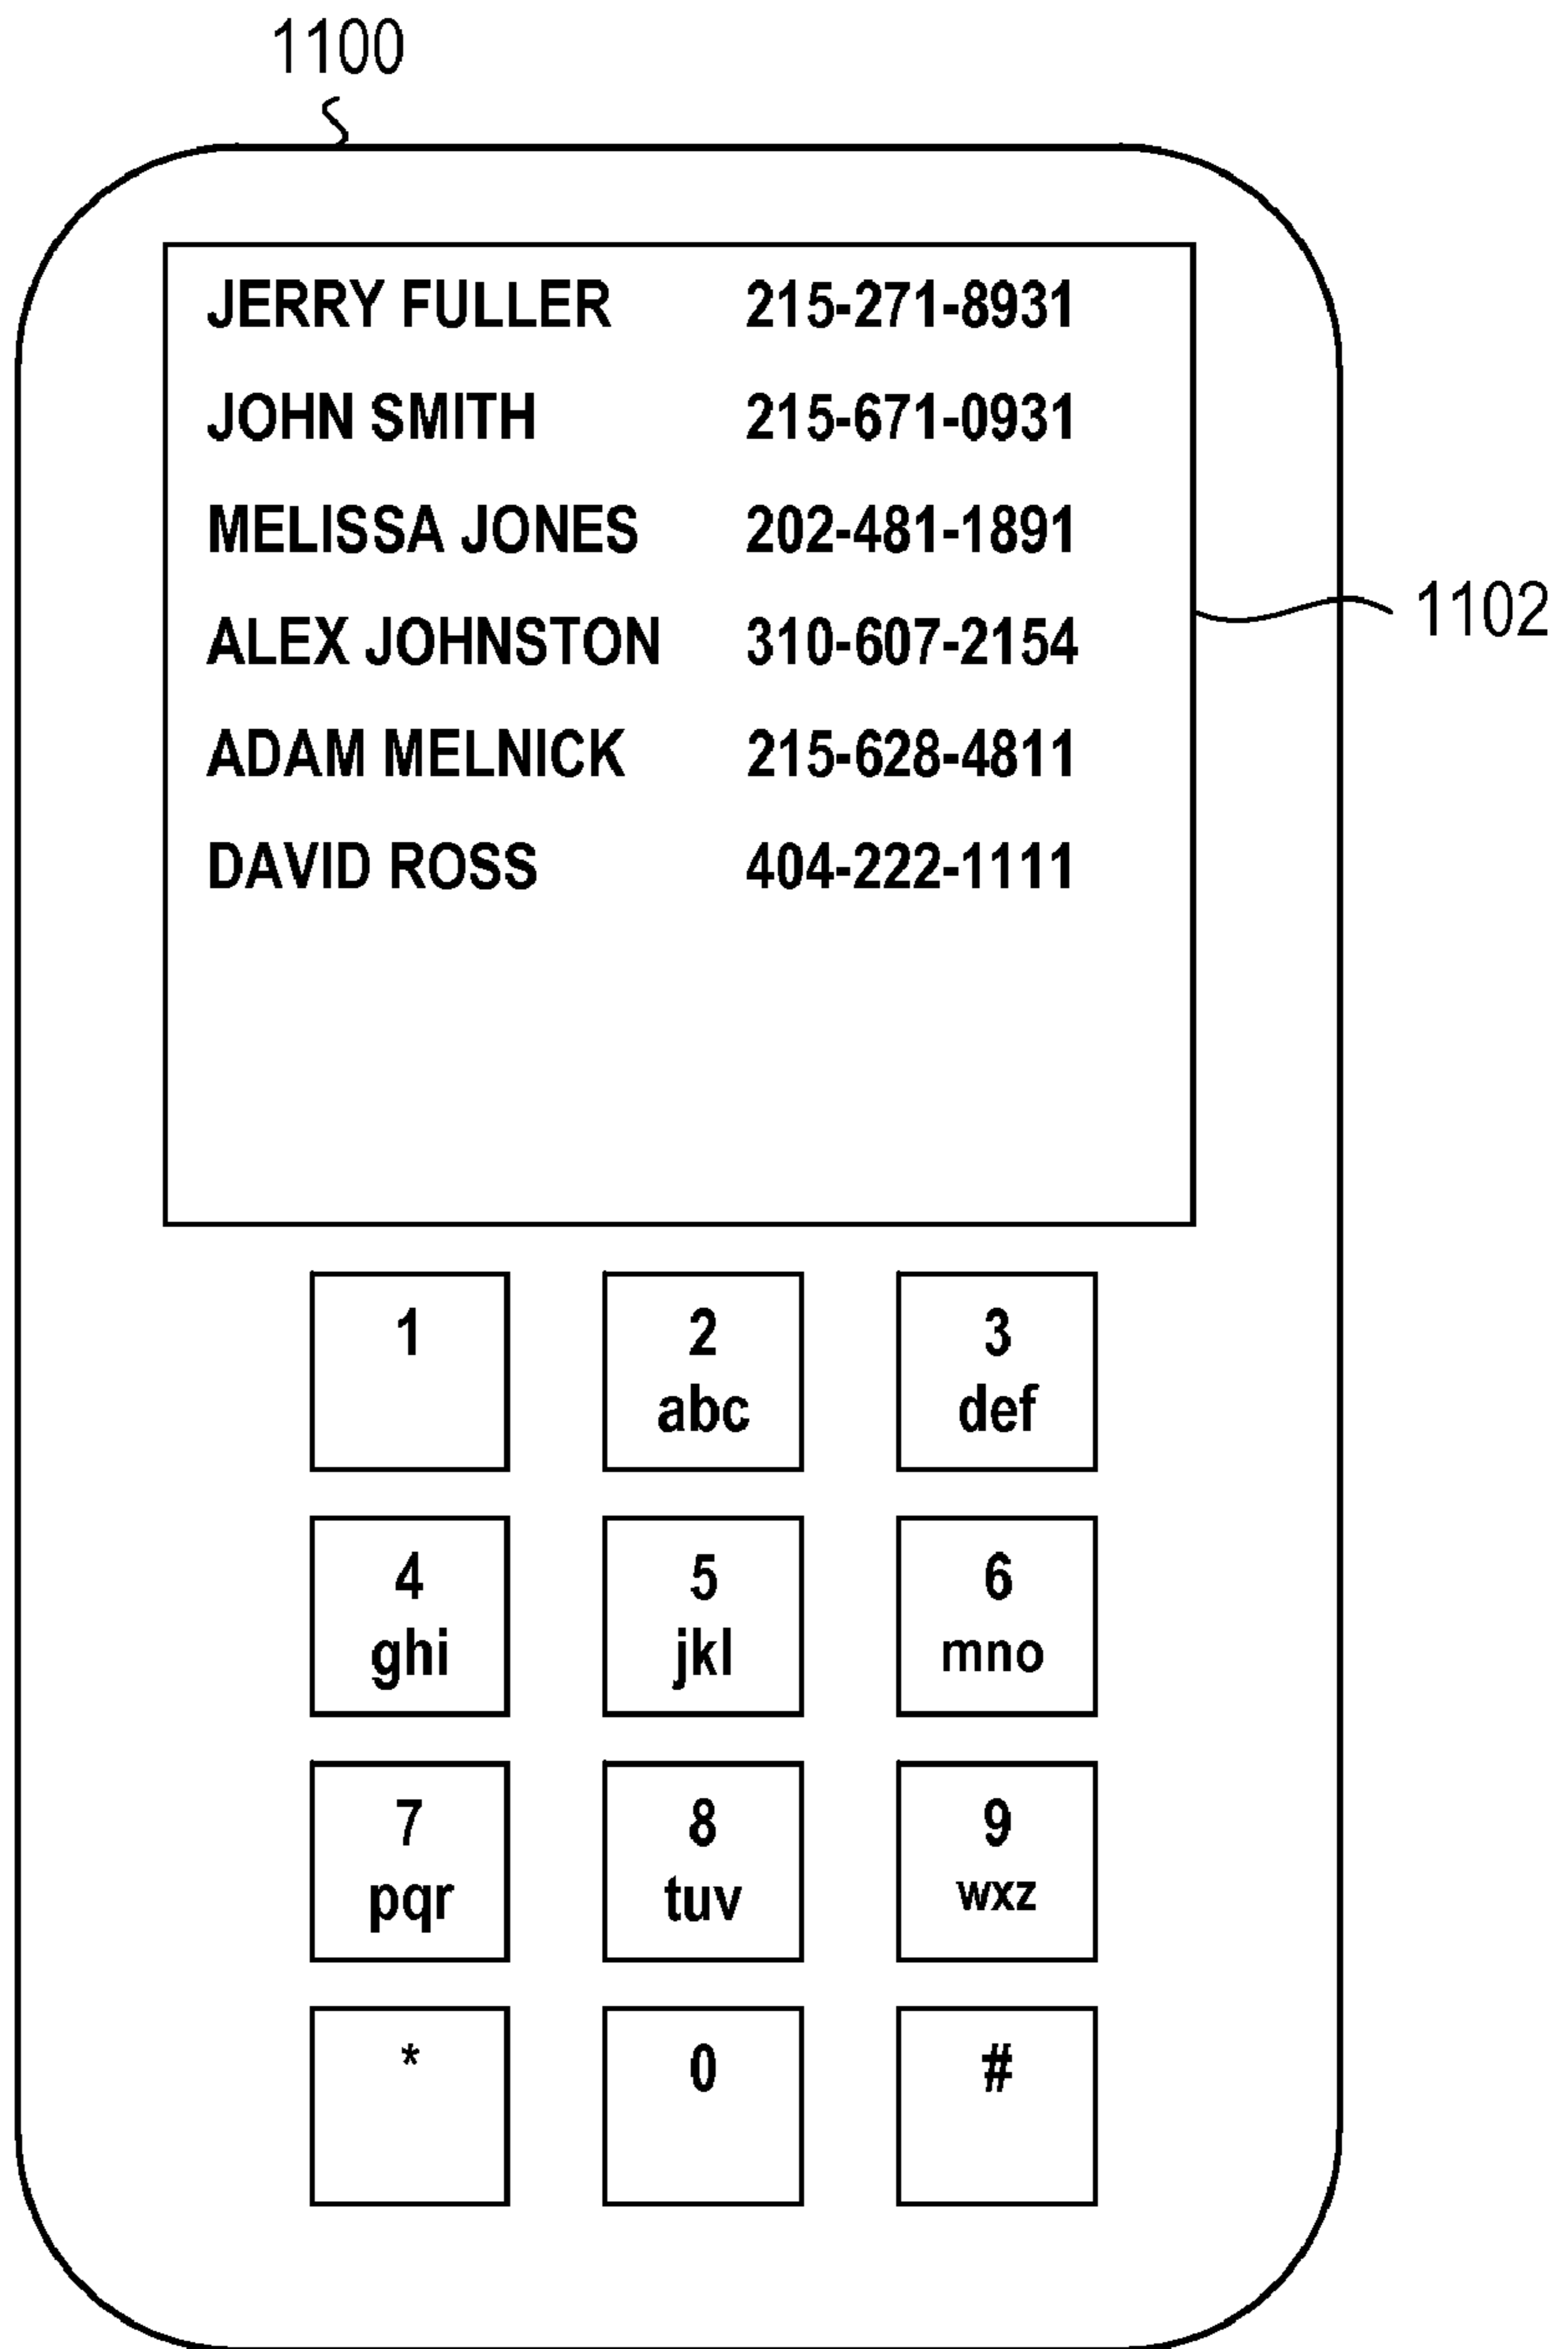 1100
JERRY FULLER 215-271-8931
JOHN SMITH 215-671-0931
MELISSA JONES 202-481-1891
ALEX JOHNSTON 310-607-2154
1102
ADAM MELNICK 215-628-4811
DAVID ROSS 404-222-1111
1 2 3
abc def
4 5 6
ghi jkl mno
7 8 9
pqr tuv wxz
* 0 #